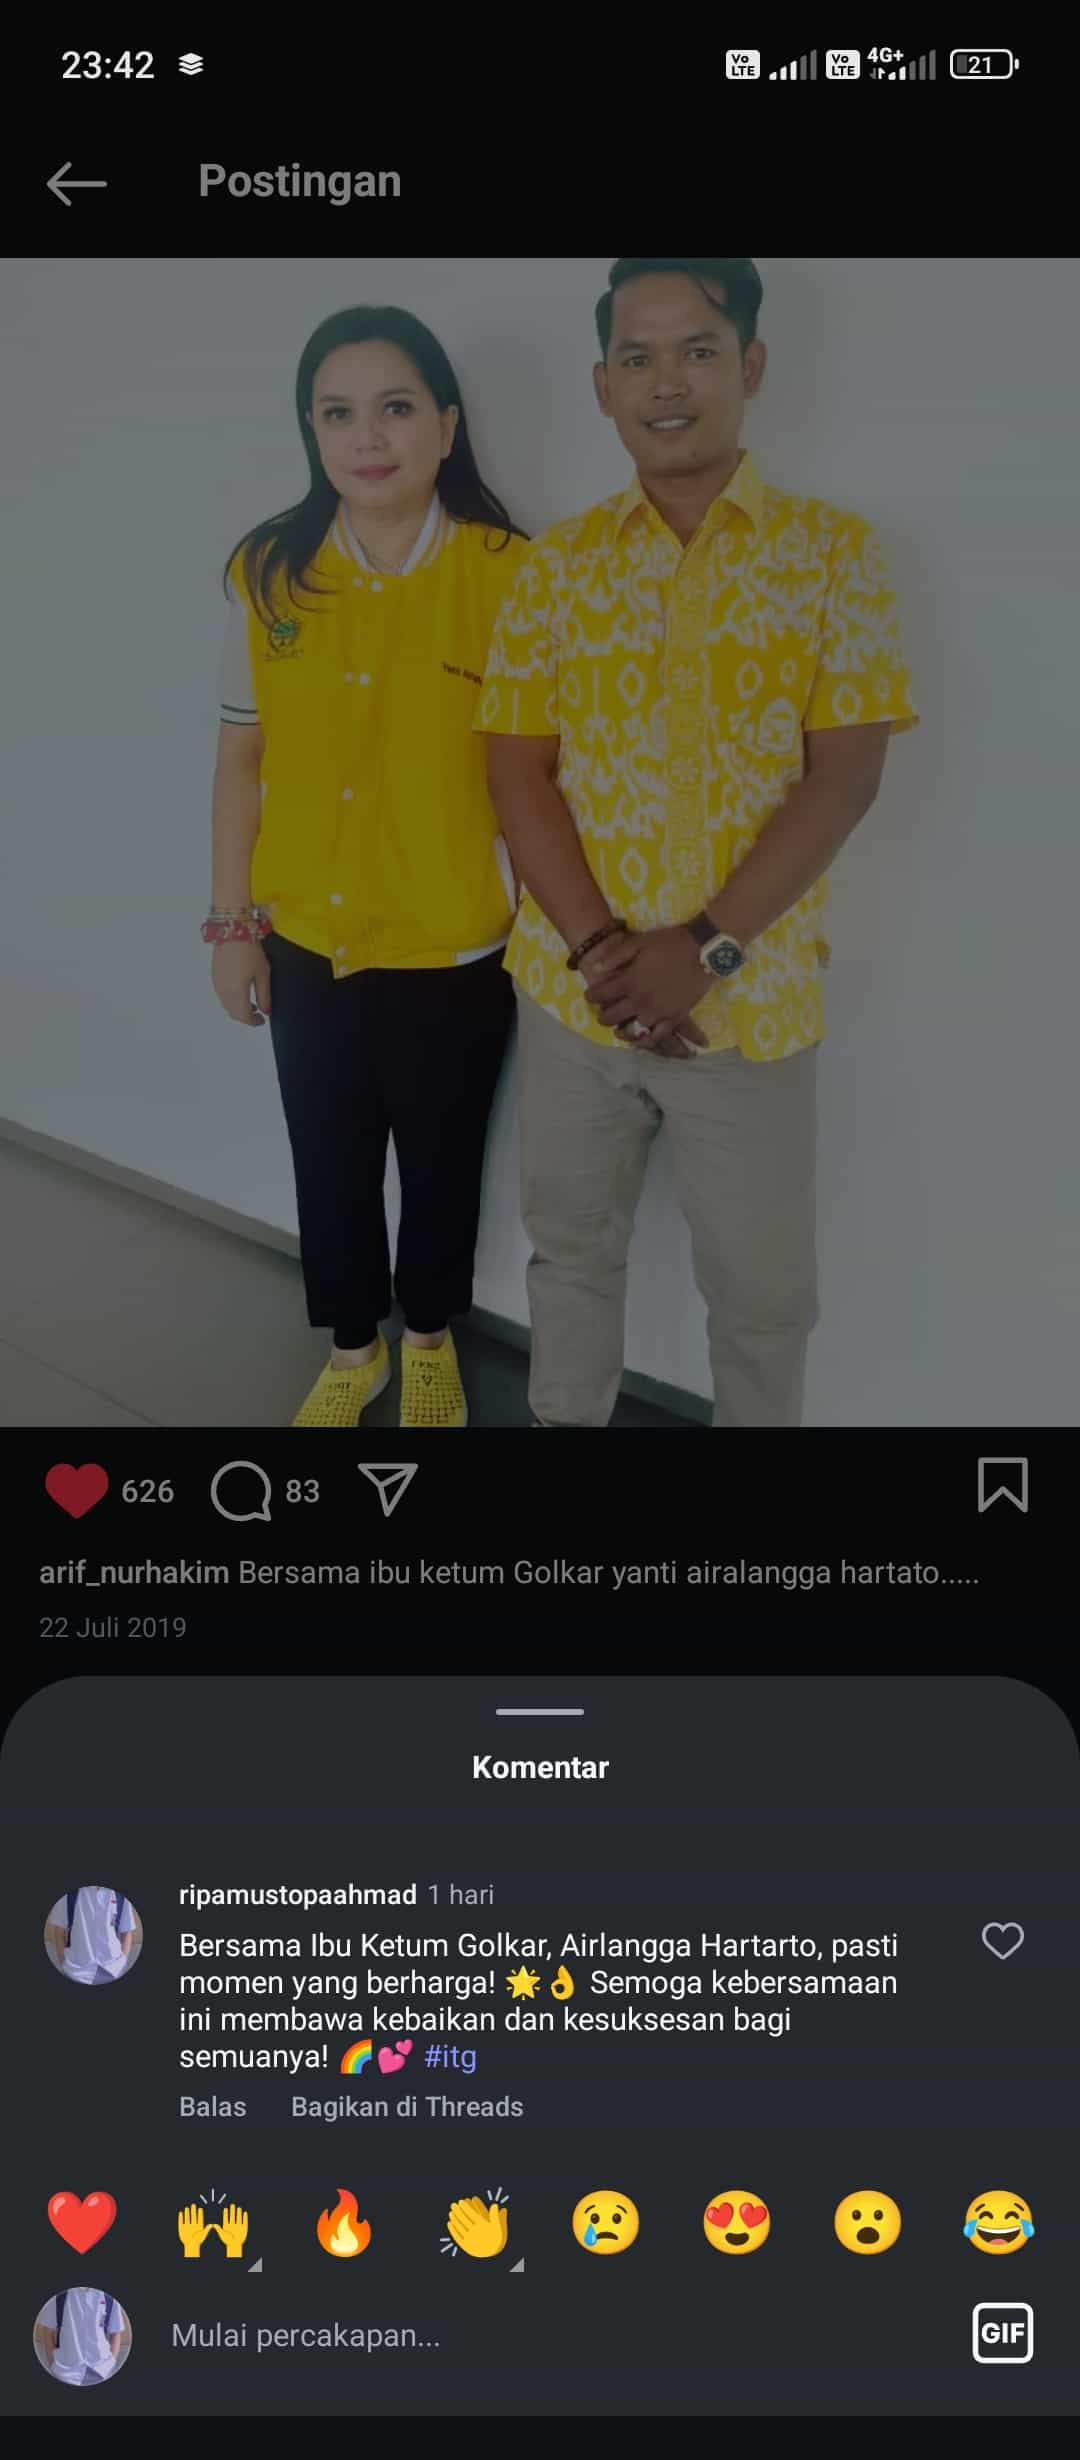 23:42
Vo LTE
Vo LTE
4G+
21
Postingan
626
83
arif_nurhakim Bersama ibu ketum Golkar yanti airalangga hartato.....
22 Juli 2019
Komentar
ripamustopaahmad 1 hari
Bersama Ibu Ketum Golkar, Airlangga Hartarto, pasti
momen yang berharga! 🌟👌 Semoga kebersamaan
ini membawa kebaikan dan kesuksesan bagi
semuanya! 🌈💕 #itg
Balas Bagikan di Threads
Mulai percakapan...
GIF